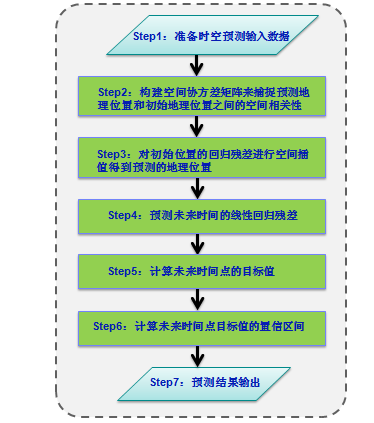 Step1：准备时空预测输入数据
Step2：构建空间协方差矩阵来捕捉预测地
理位置和初始地理位置之间的空间相关性
Step3：对初始位置的回归残差进行空间插
值得到预测的地理位置
Step4：预测未来时间的线性回归残差
Step5：计算未来时间点的目标值
Step6：计算未来时间点目标值的置信区间
Step7：预测结果输出